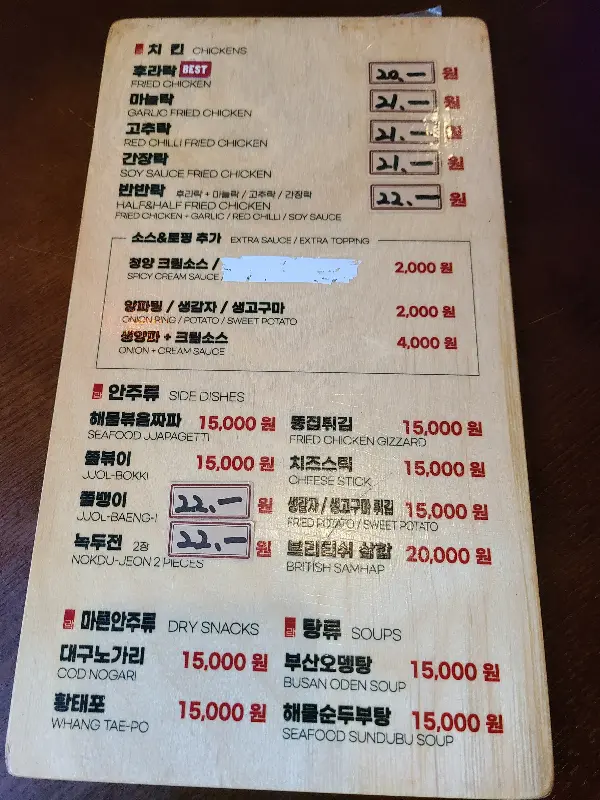 치킨 CHICKENS
후라락 BEST 20.— 원
FRIED CHICKEN
마늘락 21.— 원
GARLIC FRIED CHICKEN
고추락 21.— 원
RED CHILLI FRIED CHICKEN
간장락 21.— 원
SOY SAUCE FRIED CHICKEN
반반락 후라락 + 마늘락 / 고추락 / 간장락 22.— 원
HALF&HALF FRIED CHICKEN
FRIED CHICKEN + GARLIC / RED CHILLI / SOY SAUCE
소스&토핑 추가 EXTRA SAUCE / EXTRA TOPPING
청양 크림소스 / 2,000 원
SPICY CREAM SAUCE /
양파링 / 생감자 / 생고구마 2,000 원
ONION RING / POTATO / SWEET POTATO
생양파 + 크림소스 4,000 원
ONION + CREAM SAUCE
락 안주류 SIDE DISHES
해물볶음짜파 15,000 원
SEAFOOD JJAPAGETTI
쫄볶이 15,000 원
JJOL-BOKKI
쫄뱅이 22.— 원
JJOL-BAENG-I
녹두전 2장 22.— 원
NOKDU-JEON 2 PIECES
똥집튀김 15,000 원
FRIED CHICKEN GIZZARD
치즈스틱 15,000 원
CHEESE STICK
생감자 / 생고구마 튀김 15,000 원
FRIED POTATO / SWEET POTATO
브리티쉬 삼합 20,000 원
BRITISH SAMHAP
락 마른안주류 DRY SNACKS
대구노가리 15,000 원
COD NOGARI
황태포 15,000 원
WHANG TAE-PO
락 탕류 SOUPS
부산오뎅탕 15,000 원
BUSAN ODEN SOUP
해물순두부탕 15,000 원
SEAFOOD SUNDUBU SOUP